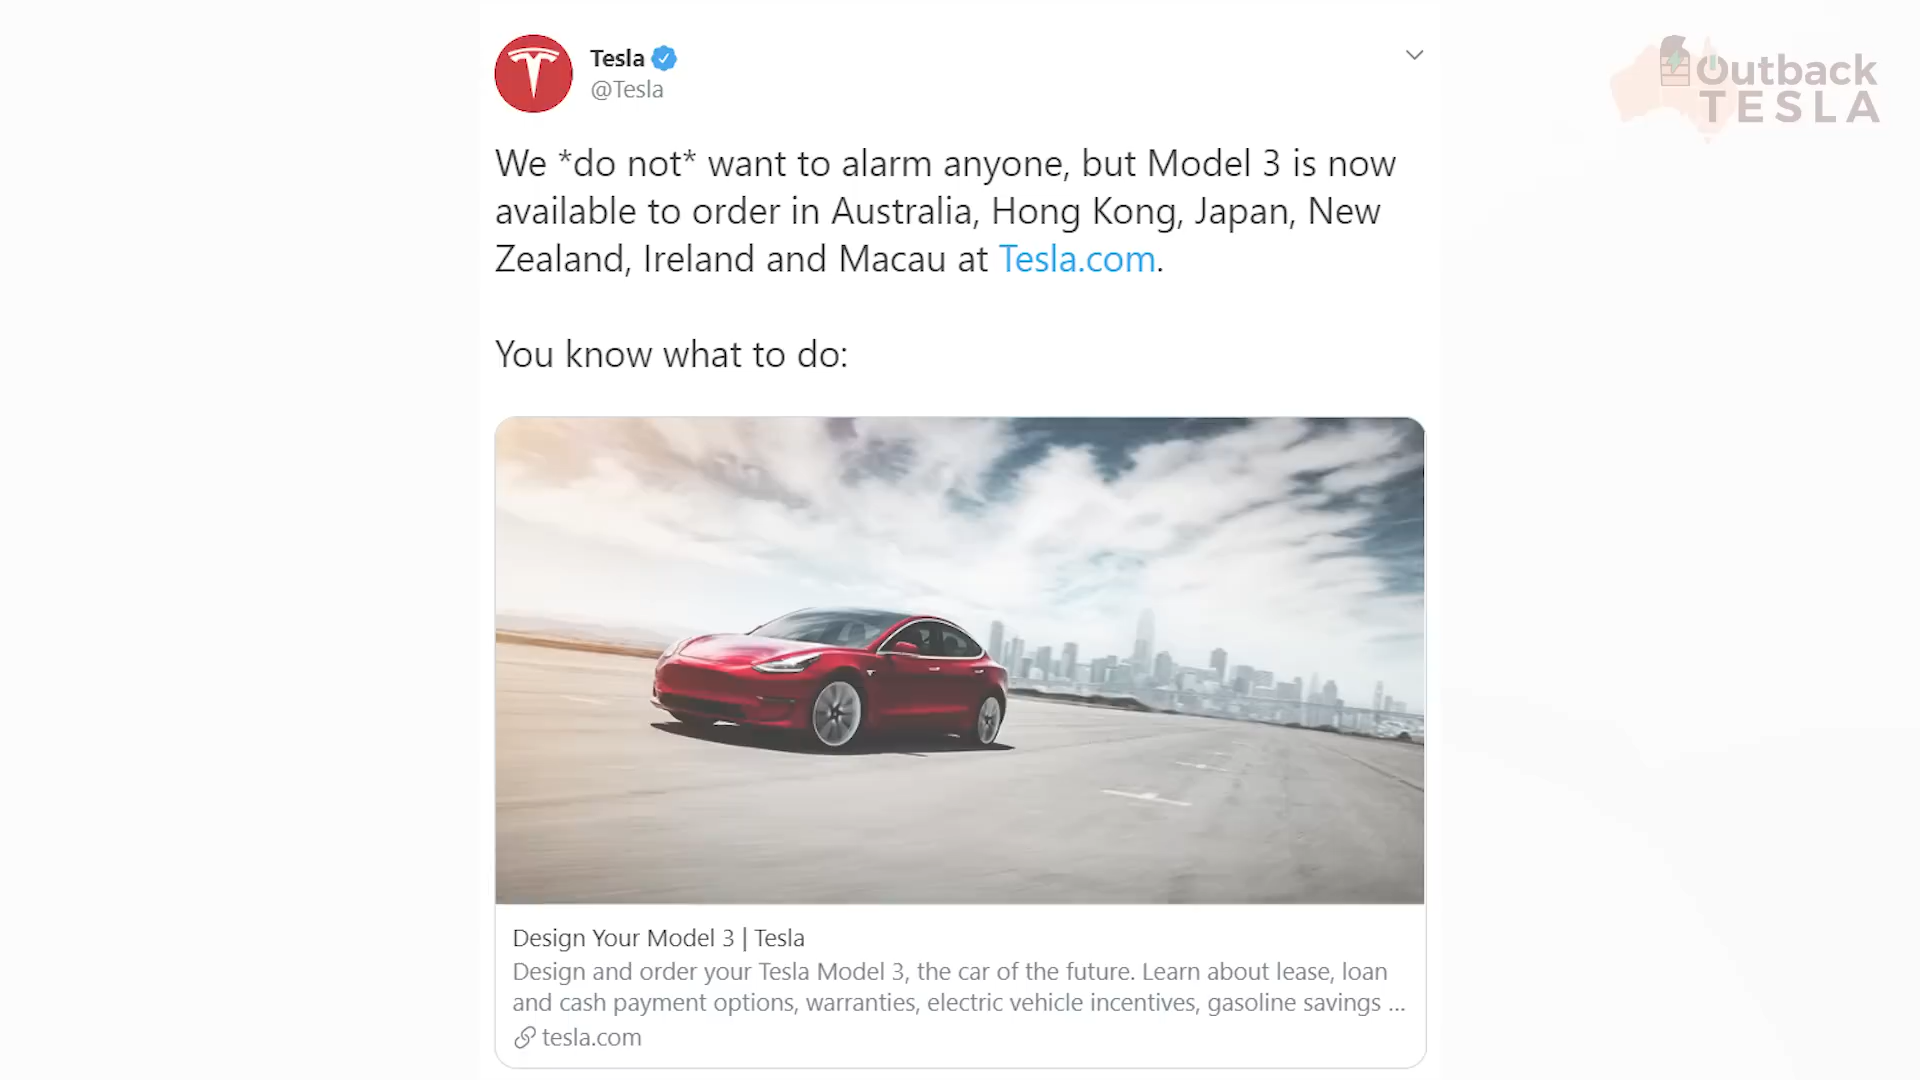 Tesla
@Tesla
Outback
TESLA
We *do not* want to alarm anyone, but Model 3 is now
available to order in Australia, Hong Kong, Japan, New
Zealand, Ireland and Macau at Tesla.com.
You know what to do:
Design Your Model 3 | Tesla
Design and order your Tesla Model 3, the car of the future. Learn about lease, loan
and cash payment options, warranties, electric vehicle incentives, gasoline savings ...
tesla.com